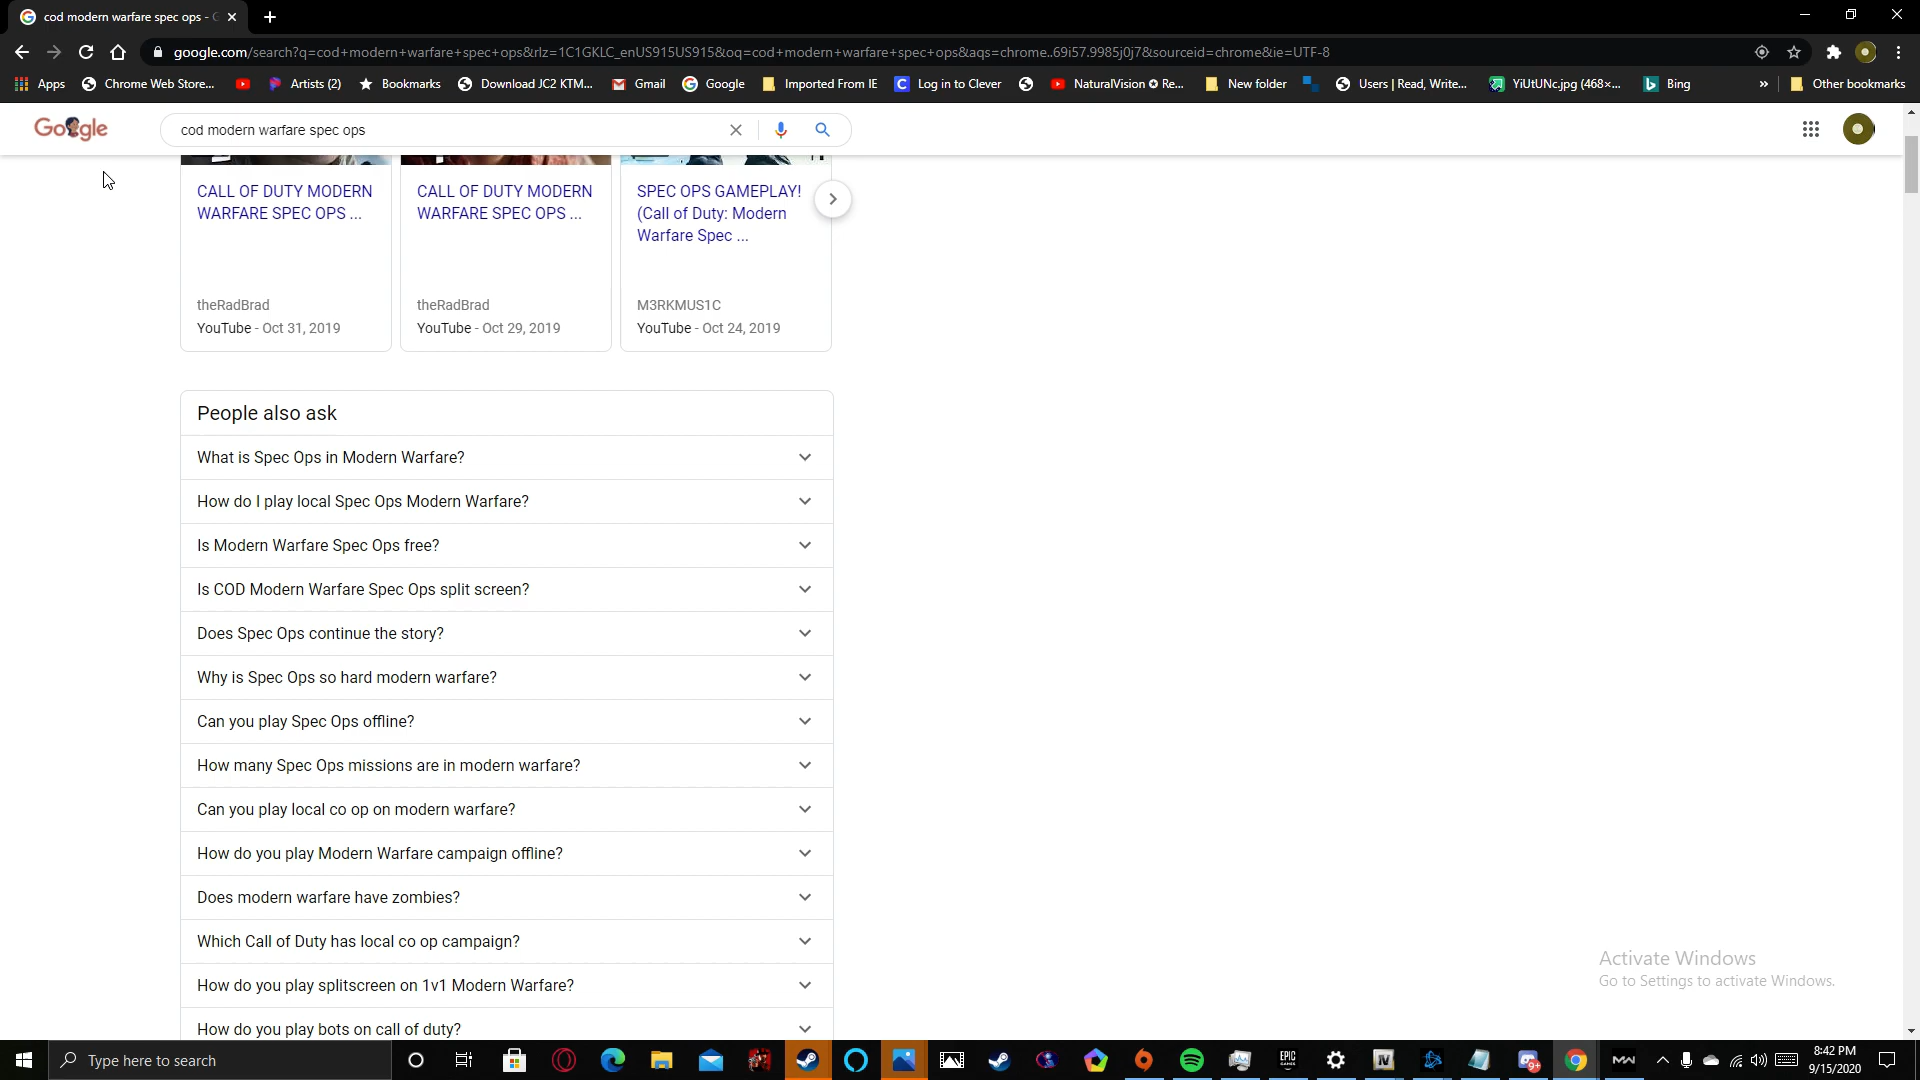 cod modern warfare spec ops - G
google.com/search?q=cod+modern+warfare+spec+ops&rlz=1C1GKLC_enUS915US915&oq=cod+modern+warfare+spec+ops&aqs=chrome..69i57.9985j0j7&sourceid=chrome&ie=UTF-8
Apps Chrome Web Store... Artists (2) Bookmarks Download JC2 KTM... Gmail Google Imported From IE Log in to Clever NaturalVision ✪ Re... New folder Users | Read, Write... YiUtUNc.jpg (468×... Bing » Other bookmarks
Google cod modern warfare spec ops
CALL OF DUTY MODERN
WARFARE SPEC OPS ...
theRadBrad
YouTube - Oct 31, 2019
CALL OF DUTY MODERN
WARFARE SPEC OPS ...
theRadBrad
YouTube - Oct 29, 2019
SPEC OPS GAMEPLAY!
(Call of Duty: Modern
Warfare Spec ...
M3RKMUS1C
YouTube - Oct 24, 2019
People also ask
What is Spec Ops in Modern Warfare?
How do I play local Spec Ops Modern Warfare?
Is Modern Warfare Spec Ops free?
Is COD Modern Warfare Spec Ops split screen?
Does Spec Ops continue the story?
Why is Spec Ops so hard modern warfare?
Can you play Spec Ops offline?
How many Spec Ops missions are in modern warfare?
Can you play local co op on modern warfare?
How do you play Modern Warfare campaign offline?
Does modern warfare have zombies?
Which Call of Duty has local co op campaign?
How do you play splitscreen on 1v1 Modern Warfare?
How do you play bots on call of duty?
Activate Windows
Go to Settings to activate Windows.
Type here to search
EPIC GAMES
MW
8:42 PM
9/15/2020